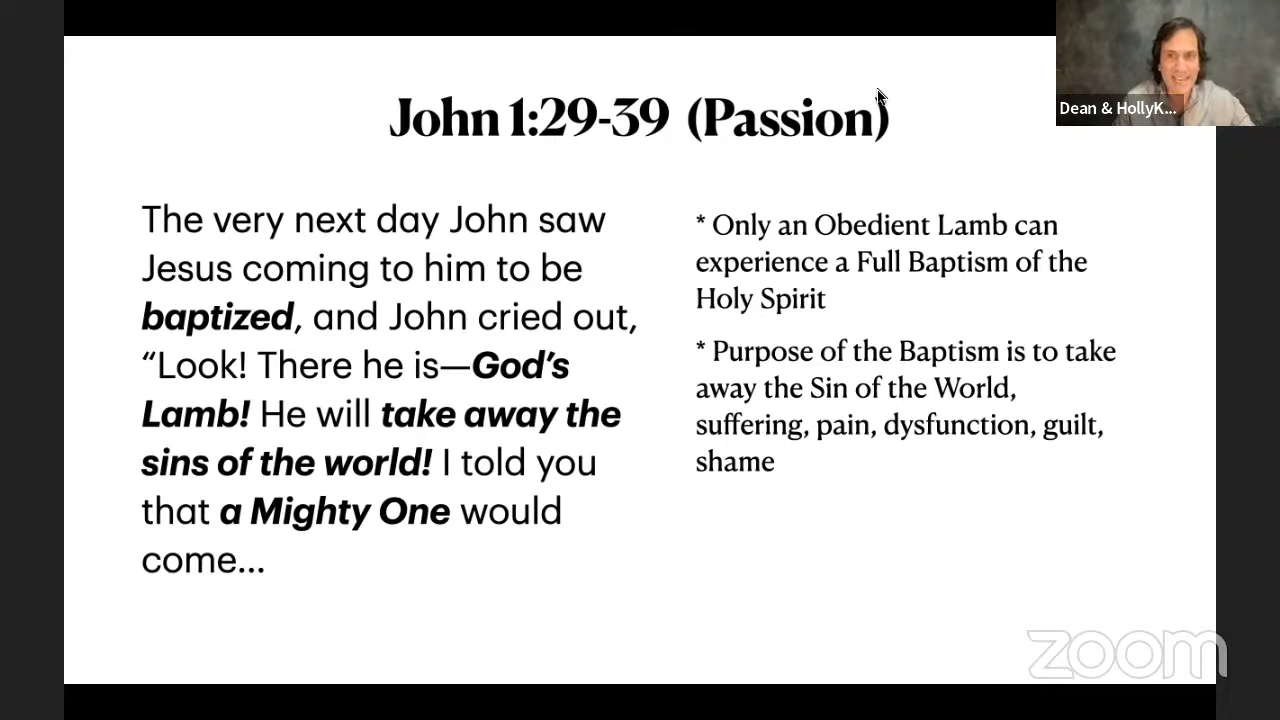 John 1:29-39 (Passion)
The very next day John saw
Jesus coming to him to be
baptized, and John cried out,
“Look! There he is—God’s
Lamb! He will take away the
sins of the world! I told you
that a Mighty One would
come...
* Only an Obedient Lamb can
experience a Full Baptism of the
Holy Spirit
* Purpose of the Baptism is to take
away the Sin of the World,
suffering, pain, dysfunction, guilt,
shame
Dean & HollyK...
zoom